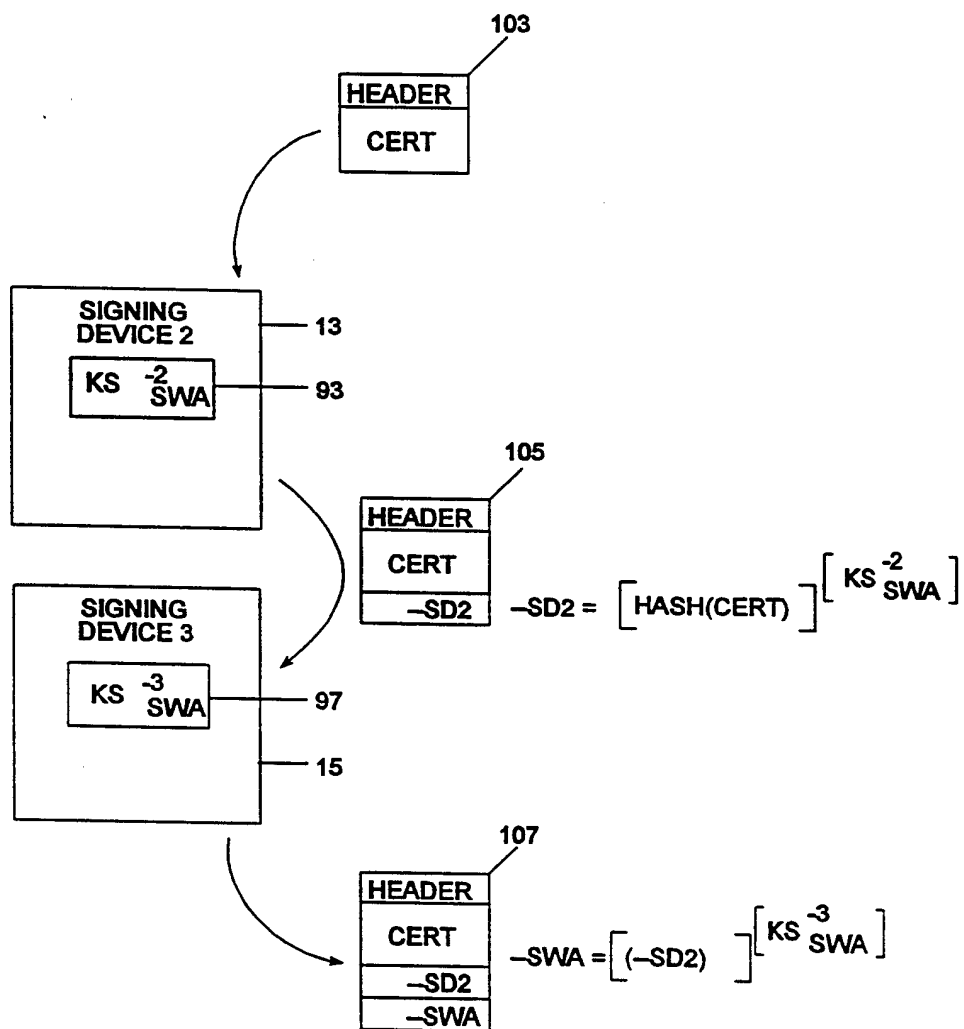 103
HEADER
CERT
SIGNING
DEVICE 2
13
KS -2 SWA
93
105
HEADER
CERT
–SD2
–SD2 = [HASH(CERT)] [KS -2 SWA]
SIGNING
DEVICE 3
KS -3 SWA
97
15
107
HEADER
CERT
–SD2
–SWA
–SWA = [(–SD2)] [KS -3 SWA]